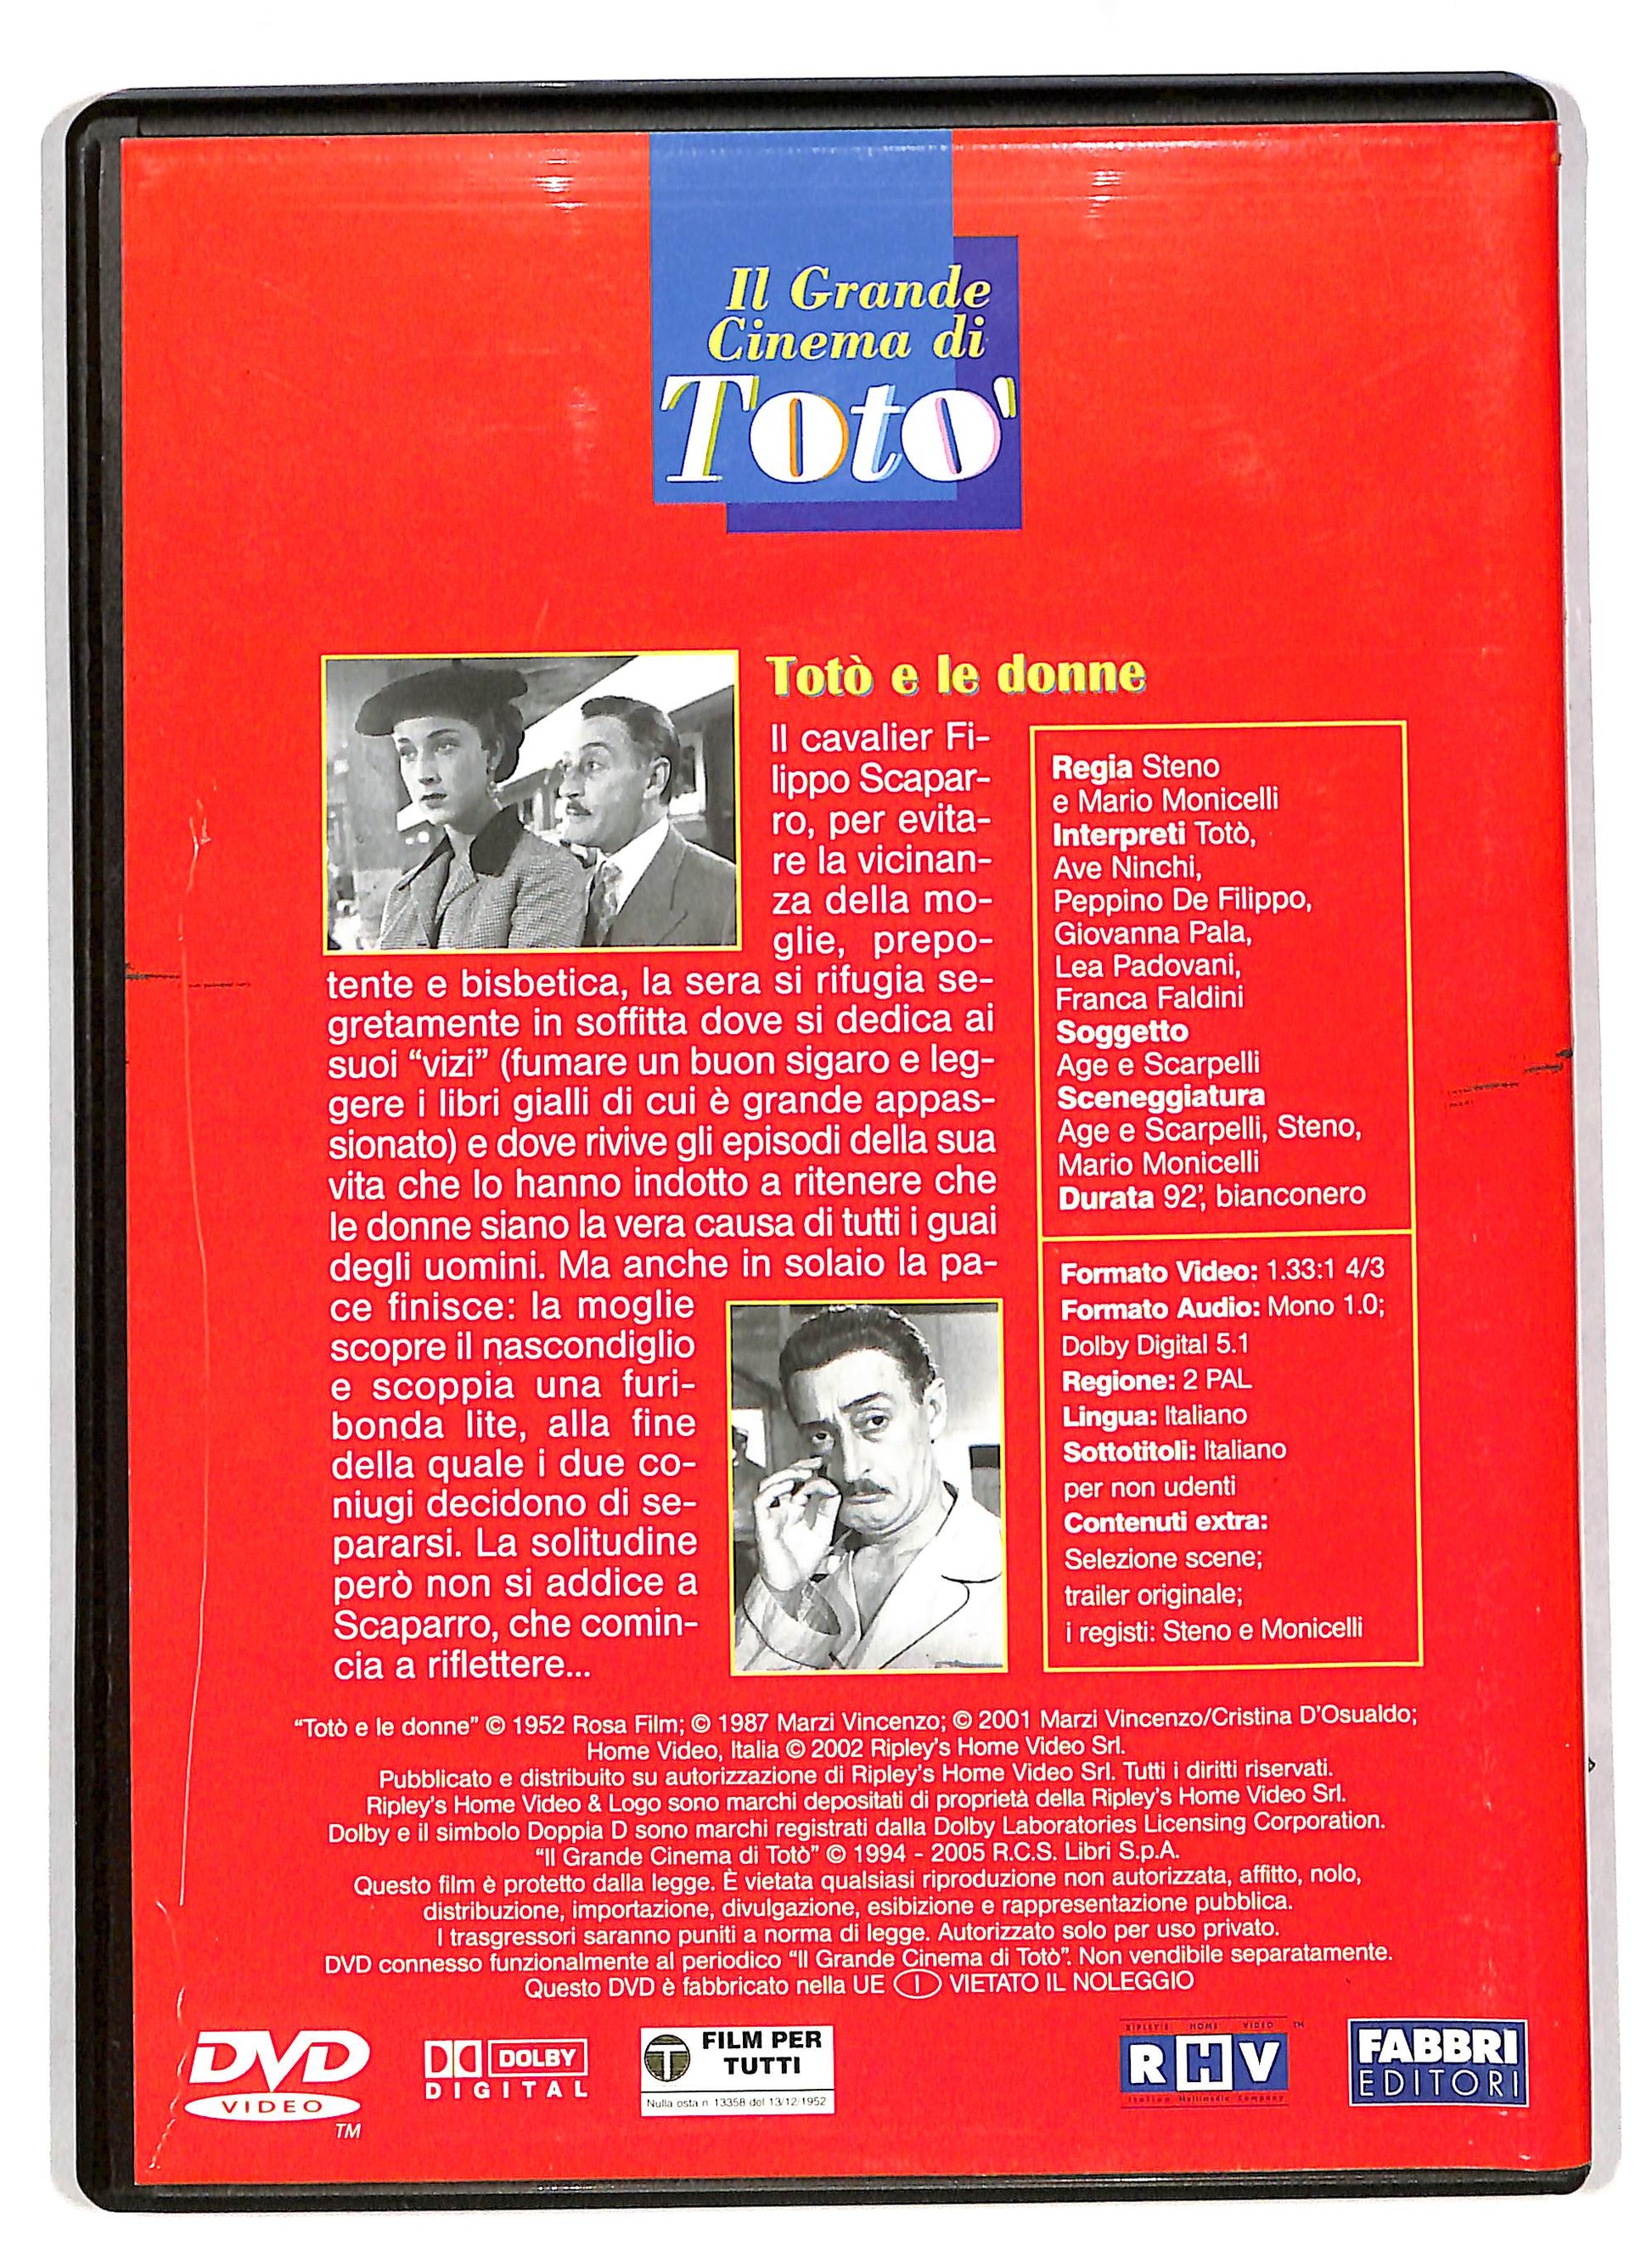 Il Grande
Cinema di
Toto'
Totò e le donne
Il cavalier Fi-
lippo Scapar-
ro, per evita-
re la vicinan-
za della mo-
glie, prepo-
tente e bisbetica, la sera si rifugia se-
gretamente in soffitta dove si dedica ai
suoi “vizi” (fumare un buon sigaro e leg-
gere i libri gialli di cui è grande appas-
sionato) e dove rivive gli episodi della sua
vita che lo hanno indotto a ritenere che
le donne siano la vera causa di tutti i guai
degli uomini. Ma anche in solaio la pa-
ce finisce: la moglie
scopre il nascondiglio
e scoppia una furi-
bonda lite, alla fine
della quale i due co-
niugi decidono di se-
pararsi. La solitudine
però non si addice a
Scaparro, che comin-
cia a riflettere...
Regia Steno
e Mario Monicelli
Interpreti Totò,
Ave Ninchi,
Peppino De Filippo,
Giovanna Pala,
Lea Padovani,
Franca Faldini
Soggetto
Age e Scarpelli
Sceneggiatura
Age e Scarpelli, Steno,
Mario Monicelli
Durata 92', bianconero
Formato Video: 1.33:1 4/3
Formato Audio: Mono 1.0;
Dolby Digital 5.1
Regione: 2 PAL
Lingua: Italiano
Sottotitoli: Italiano
per non udenti
Contenuti extra:
Selezione scene;
trailer originale;
i registi: Steno e Monicelli
“Totò e le donne” © 1952 Rosa Film; © 1987 Marzi Vincenzo; © 2001 Marzi Vincenzo/Cristina D'Osualdo;
Home Video, Italia © 2002 Ripley's Home Video Srl.
Pubblicato e distribuito su autorizzazione di Ripley's Home Video Srl. Tutti i diritti riservati.
Ripley's Home Video & Logo sono marchi depositati di proprietà della Ripley's Home Video Srl.
Dolby e il simbolo Doppia D sono marchi registrati dalla Dolby Laboratories Licensing Corporation.
“Il Grande Cinema di Totò” © 1994 - 2005 R.C.S. Libri S.p.A.
Questo film è protetto dalla legge. È vietata qualsiasi riproduzione non autorizzata, affitto, nolo,
distribuzione, importazione, divulgazione, esibizione e rappresentazione pubblica.
I trasgressori saranno puniti a norma di legge. Autorizzato solo per uso privato.
DVD connesso funzionalmente al periodico “Il Grande Cinema di Totò”. Non vendibile separatamente.
Questo DVD è fabbricato nella UE I VIETATO IL NOLEGGIO
DVD
VIDEO
TM
DOLBY
DIGITAL
T FILM PER
TUTTI
Nulla osta n. 13358 del 13/12/1952
RIPLEY'S HOME VIDEO TM
RHV
Italian Multimedia Company
FABBRI
EDITORI